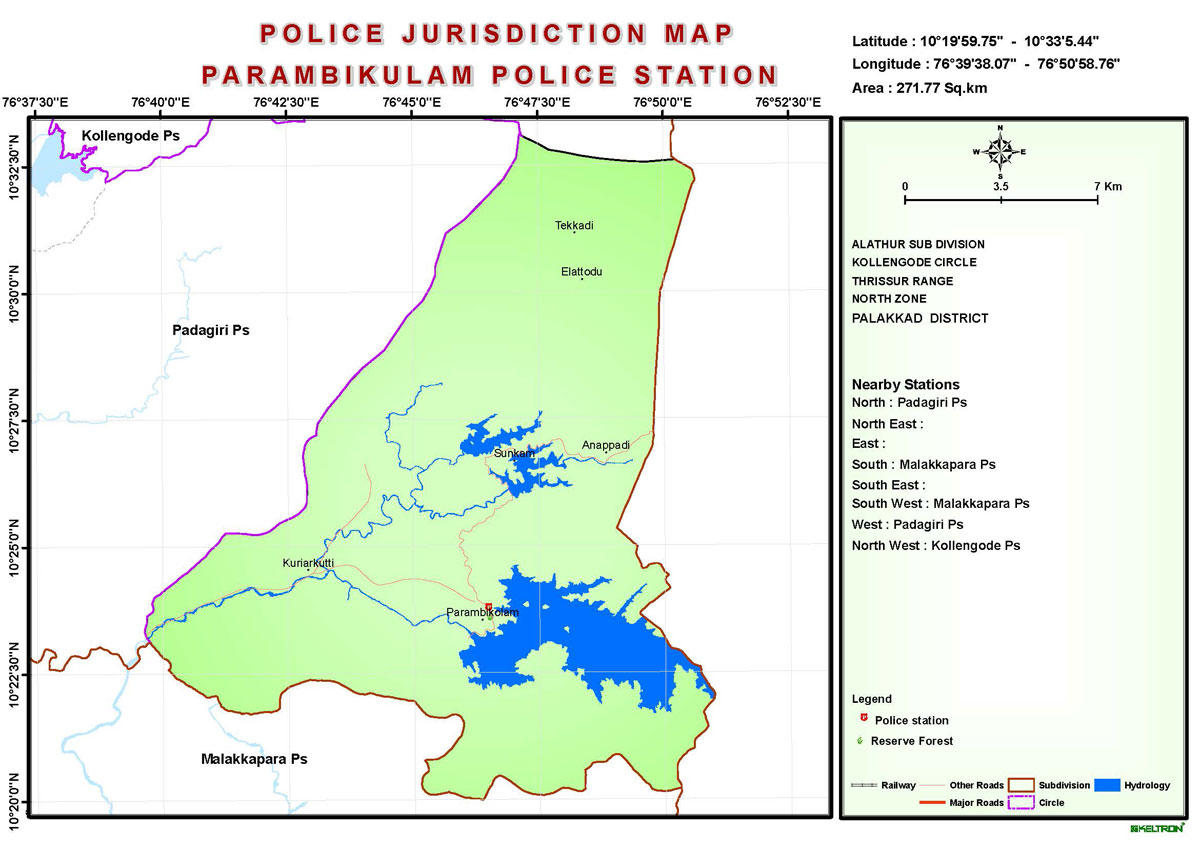 POLICE JURISDICTION MAP
PARAMBIKULAM POLICE STATION
Latitude : 10°19'59.75" - 10°33'5.44"
Longitude : 76°39'38.07" - 76°50'58.76"
Area : 271.77 Sq.km
76°37'30"E 76°40'0"E 76°42'30"E 76°45'0"E 76°47'30"E 76°50'0"E 76°52'30"E
10°32'30"N
10°30'0"N
10°27'30"N
10°25'0"N
10°22'30"N
10°20'0"N
Kollengode Ps
Tekkadi
Elattodu
Padagiri Ps
Anappadi
Sunkam
Kuriarkutti
Parambikolam
Malakkapara Ps
N
W E
S
0 3.5 7 Km
ALATHUR SUB DIVISION
KOLLENGODE CIRCLE
THRISSUR RANGE
NORTH ZONE
PALAKKAD DISTRICT
Nearby Stations
North : Padagiri Ps
North East :
East :
South : Malakkapara Ps
South East :
South West : Malakkapara Ps
West : Padagiri Ps
North West : Kollengode Ps
Legend
Police station
Reserve Forest
Railway Other Roads Subdivision Hydrology
Major Roads Circle
KELTRON